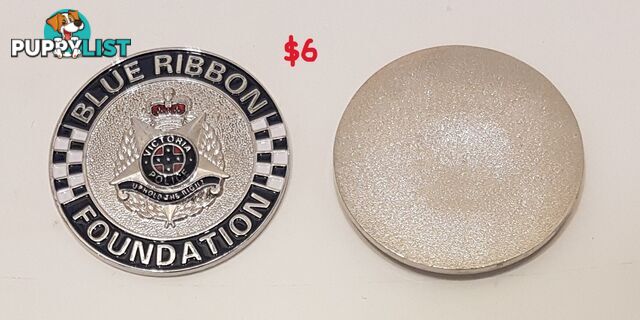 PUPPYLIST
$6
BLUE RIBBON
VICTORIA
POLICE
UPHOLD THE RIGHT
FOUNDATION